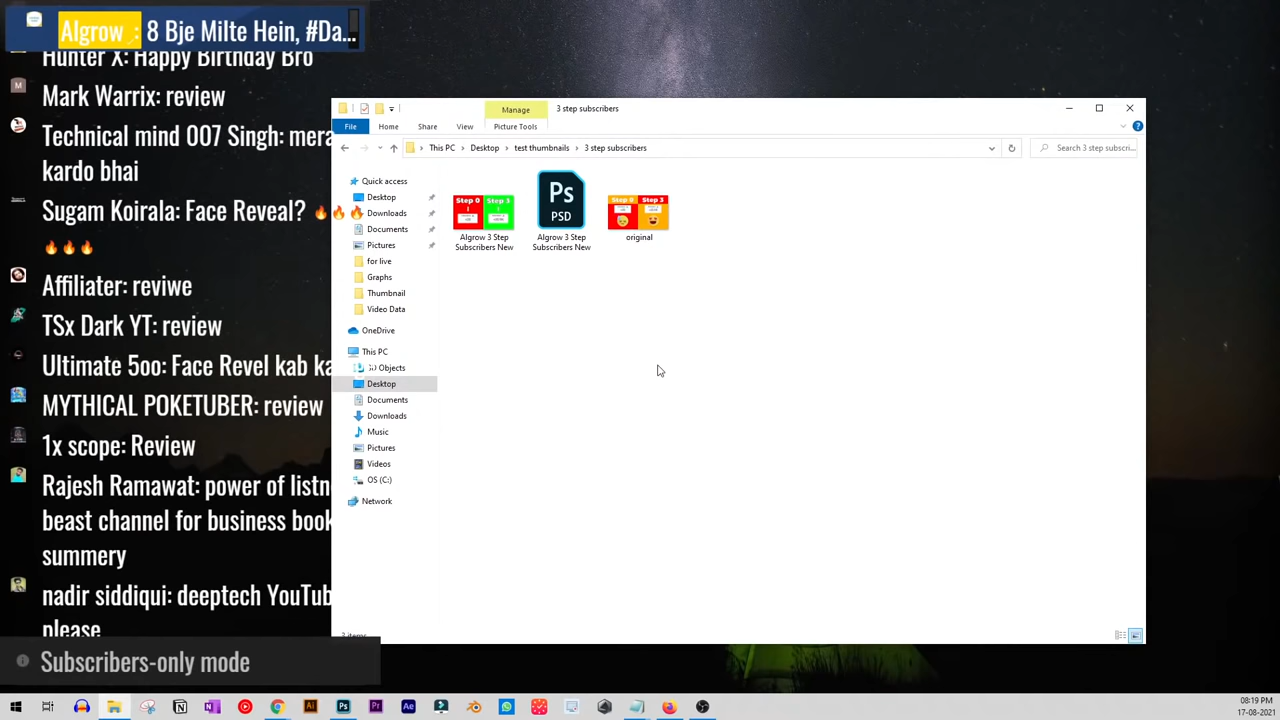 Algrow : 8 Bje Milte Hein, #Da...
Hunter X: Happy Birthday Bro
Mark Warrix: review
Technical mind 007 Singh: mera
kardo bhai
Sugam Koirala: Face Reveal? 🔥🔥🔥
🔥🔥🔥
Affiliater: reviwe
TSx Dark YT: review
Ultimate 5oo: Face Revel kab ka
MYTHICAL POKETUBER: review
1x scope: Review
Rajesh Ramawat: power of listn
beast channel for business book
summery
nadir siddiqui: deeptech YouTub
please
Subscribers-only mode
Manage
3 step subscribers
File
Home
Share
View
Picture Tools
This PC
Desktop
test thumbnails
3 step subscribers
Search 3 step subscri...
Quick access
Desktop
Downloads
Documents
Pictures
for live
Graphs
Thumbnail
Video Data
OneDrive
This PC
3D Objects
Desktop
Documents
Downloads
Music
Pictures
Videos
OS (C:)
Network
Step 0
Step 3
Algrow 3 Step
Subscribers New
Ps
PSD
Algrow 3 Step
Subscribers New
Step 0
Step 3
original
3 items
08:19 PM
17-08-2021